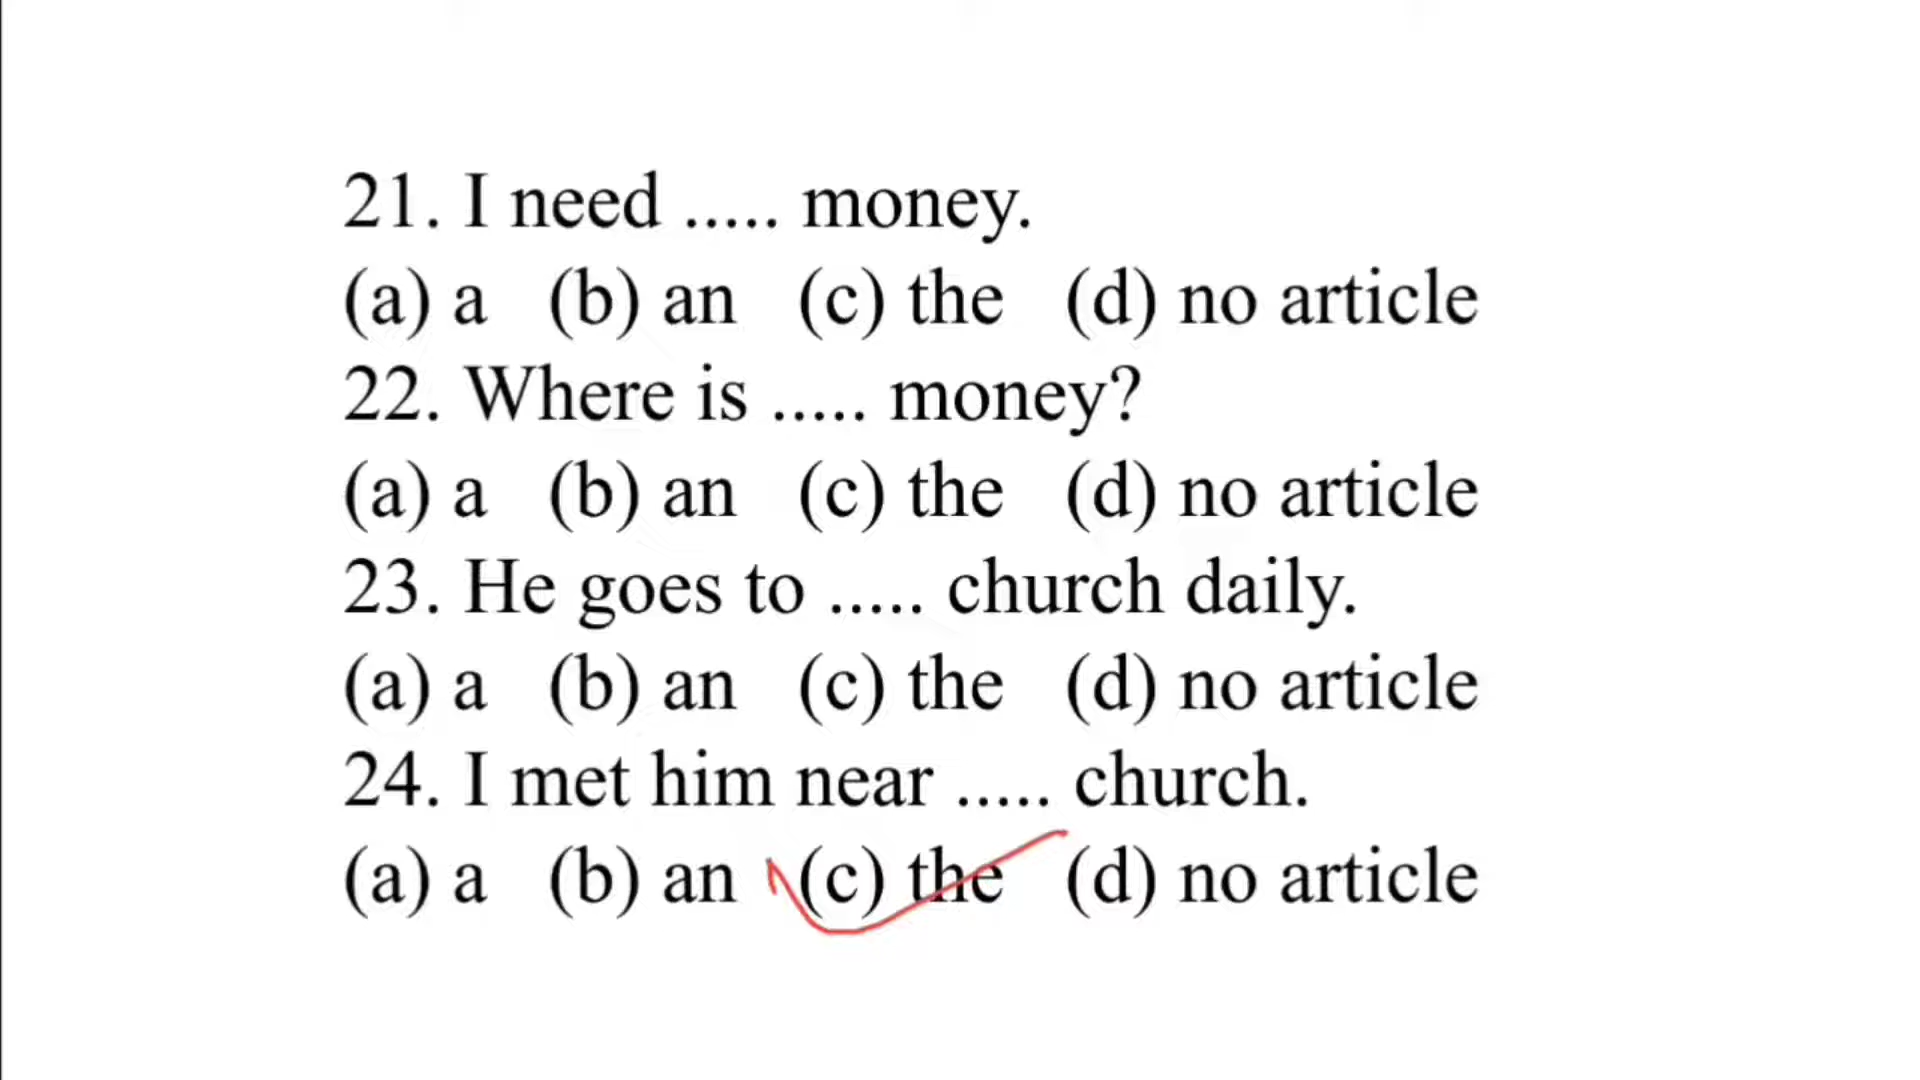 21. I need ..... money.
(a) a (b) an (c) the (d) no article
22. Where is ..... money?
(a) a (b) an (c) the (d) no article
23. He goes to ..... church daily.
(a) a (b) an (c) the (d) no article
24. I met him near ..... church.
(a) a (b) an (c) the (d) no article